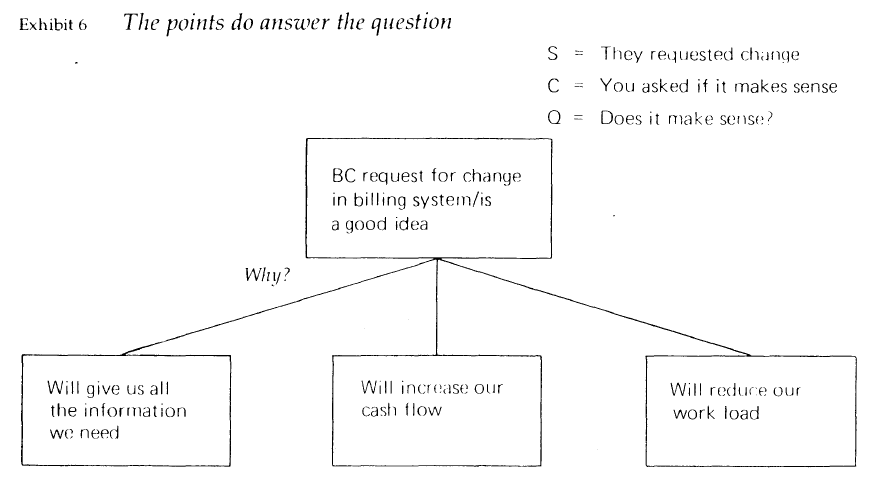 Exhibit 6 The points do answer the question
S = They requested change
C = You asked if it makes sense
Q = Does it make sense?
BC request for change
in billing system/is
a good idea
Why?
Will give us all
the information
we need
Will increase our
cash flow
Will reduce our
work load